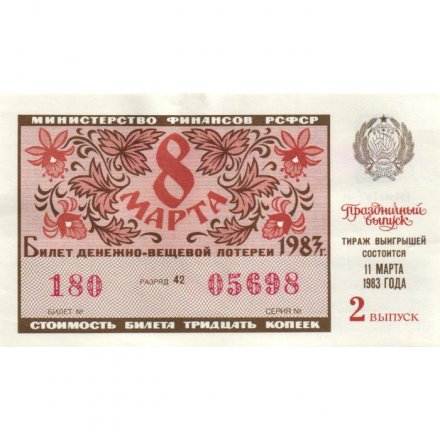 МИНИСТЕРСТВО ФИНАНСОВ РСФСР
8
МАРТА
БИЛЕТ ДЕНЕЖНО-ВЕЩЕВОЙ ЛОТЕРЕИ 1983 г.
180 РАЗРЯД 42 05698
БИЛЕТ № СЕРИЯ №
СТОИМОСТЬ БИЛЕТА ТРИДЦАТЬ КОПЕЕК
Праздничный
выпуск
ТИРАЖ ВЫИГРЫШЕЙ
СОСТОИТСЯ
11 МАРТА
1983 ГОДА
2 ВЫПУСК